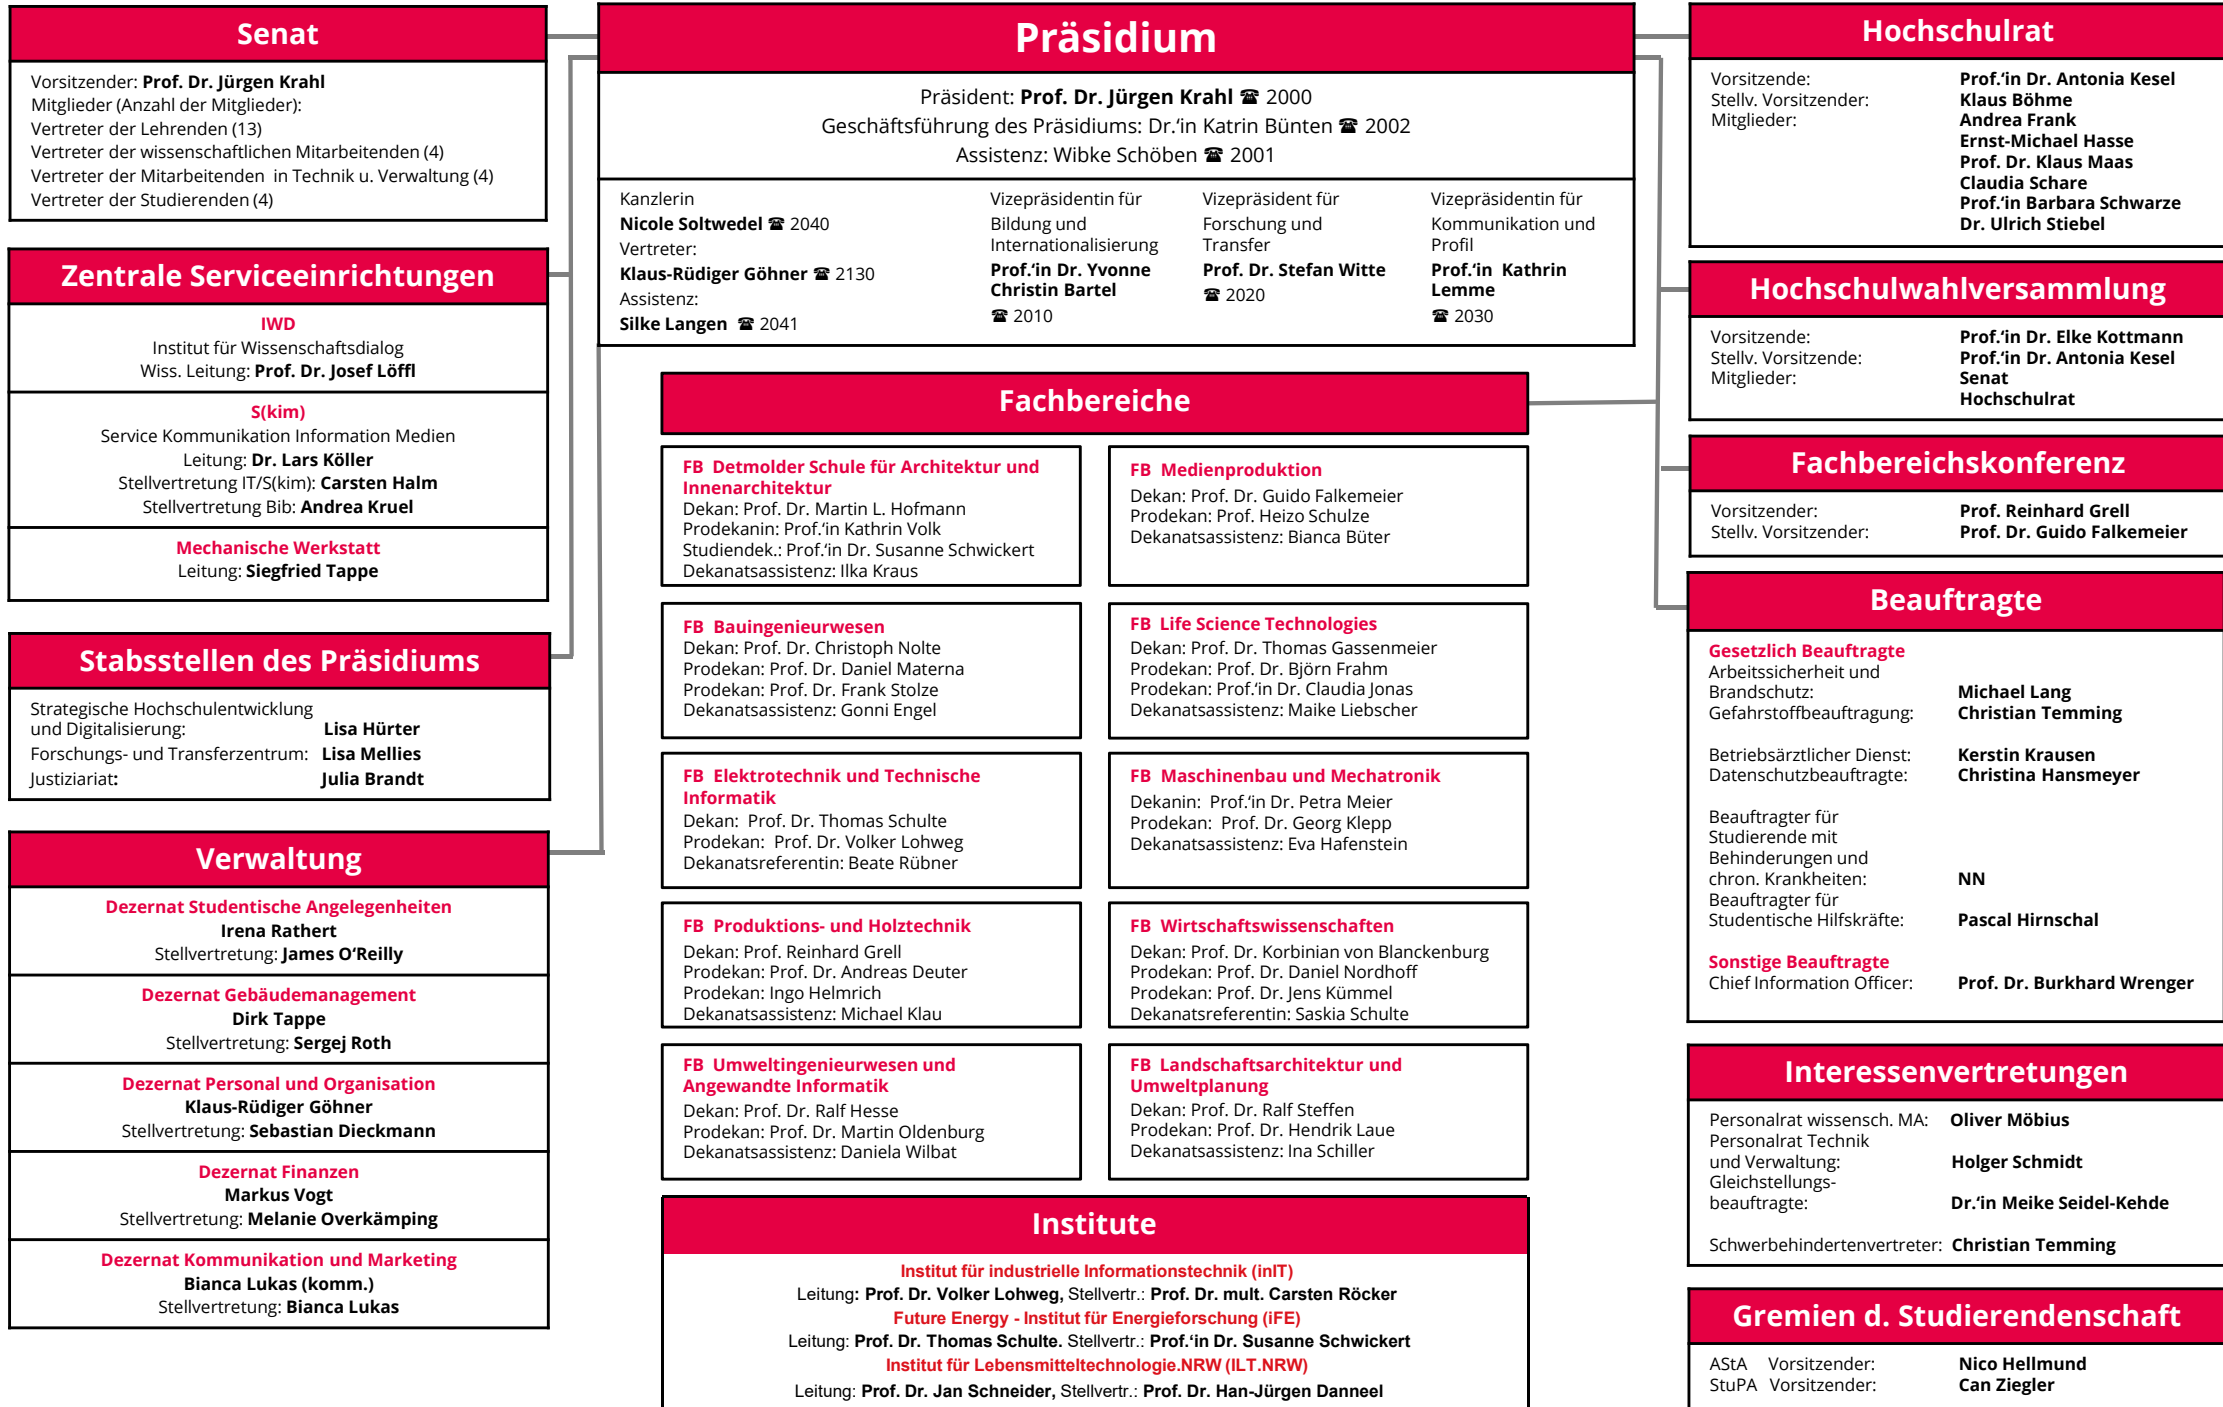 Senat
Vorsitzender: Prof. Dr. Jürgen Krahl
Mitglieder (Anzahl der Mitglieder):
Vertreter der Lehrenden (13)
Vertreter der wissenschaftlichen Mitarbeitenden (4)
Vertreter der Mitarbeitenden in Technik u. Verwaltung (4)
Vertreter der Studierenden (4)
Zentrale Serviceeinrichtungen
IWD
Institut für Wissenschaftsdialog
Wiss. Leitung: Prof. Dr. Josef Löffl
S(kim)
Service Kommunikation Information Medien
Leitung: Dr. Lars Köller
Stellvertretung IT/S(kim): Carsten Halm
Stellvertretung Bib: Andrea Kruel
Mechanische Werkstatt
Leitung: Siegfried Tappe
Stabsstellen des Präsidiums
Strategische Hochschulentwicklung
und Digitalisierung: Lisa Hürter
Forschungs- und Transferzentrum: Lisa Mellies
Justiziariat: Julia Brandt
Verwaltung
Dezernat Studentische Angelegenheiten
Irena Rathert
Stellvertretung: James O‘Reilly
Dezernat Gebäudemanagement
Dirk Tappe
Stellvertretung: Sergej Roth
Dezernat Personal und Organisation
Klaus-Rüdiger Göhner
Stellvertretung: Sebastian Dieckmann
Dezernat Finanzen
Markus Vogt
Stellvertretung: Melanie Overkämping
Dezernat Kommunikation und Marketing
Bianca Lukas (komm.)
Stellvertretung: Bianca Lukas
Präsidium
Präsident: Prof. Dr. Jürgen Krahl ☎ 2000
Geschäftsführung des Präsidiums: Dr.‘in Katrin Bünten ☎ 2002
Assistenz: Wibke Schöben ☎ 2001
Kanzlerin
Nicole Soltwedel ☎ 2040
Vertreter:
Klaus-Rüdiger Göhner ☎ 2130
Assistenz:
Silke Langen ☎ 2041
Vizepräsidentin für
Bildung und
Internationalisierung
Prof.‘in Dr. Yvonne
Christin Bartel
☎ 2010
Vizepräsident für
Forschung und
Transfer
Prof. Dr. Stefan Witte
☎ 2020
Vizepräsidentin für
Kommunikation und
Profil
Prof.‘in Kathrin
Lemme
☎ 2030
Fachbereiche
FB Detmolder Schule für Architektur und
Innenarchitektur
Dekan: Prof. Dr. Martin L. Hofmann
Prodekanin: Prof.‘in Kathrin Volk
Studiendek.: Prof.‘in Dr. Susanne Schwickert
Dekanatsassistenz: Ilka Kraus
FB Medienproduktion
Dekan: Prof. Dr. Guido Falkemeier
Prodekan: Prof. Heizo Schulze
Dekanatsassistenz: Bianca Büter
FB Bauingenieurwesen
Dekan: Prof. Dr. Christoph Nolte
Prodekan: Prof. Dr. Daniel Materna
Prodekan: Prof. Dr. Frank Stolze
Dekanatsassistenz: Gonni Engel
FB Life Science Technologies
Dekan: Prof. Dr. Thomas Gassenmeier
Prodekan: Prof. Dr. Björn Frahm
Prodekan: Prof.‘in Dr. Claudia Jonas
Dekanatsassistenz: Maike Liebscher
FB Elektrotechnik und Technische
Informatik
Dekan: Prof. Dr. Thomas Schulte
Prodekan: Prof. Dr. Volker Lohweg
Dekanatsreferentin: Beate Rübner
FB Maschinenbau und Mechatronik
Dekanin: Prof.‘in Dr. Petra Meier
Prodekan: Prof. Dr. Georg Klepp
Dekanatsassistenz: Eva Hafenstein
FB Produktions- und Holztechnik
Dekan: Prof. Reinhard Grell
Prodekan: Prof. Dr. Andreas Deuter
Prodekan: Ingo Helmrich
Dekanatsassistenz: Michael Klau
FB Wirtschaftswissenschaften
Dekan: Prof. Dr. Korbinian von Blanckenburg
Prodekan: Prof. Dr. Daniel Nordhoff
Prodekan: Prof. Dr. Jens Kümmel
Dekanatsreferentin: Saskia Schulte
FB Umweltingenieurwesen und
Angewandte Informatik
Dekan: Prof. Dr. Ralf Hesse
Prodekan: Prof. Dr. Martin Oldenburg
Dekanatsassistenz: Daniela Wilbat
FB Landschaftsarchitektur und
Umweltplanung
Dekan: Prof. Dr. Ralf Steffen
Prodekan: Prof. Dr. Hendrik Laue
Dekanatsassistenz: Ina Schiller
Institute
Institut für industrielle Informationstechnik (inIT)
Leitung: Prof. Dr. Volker Lohweg, Stellvertr.: Prof. Dr. mult. Carsten Röcker
Future Energy - Institut für Energieforschung (iFE)
Leitung: Prof. Dr. Thomas Schulte. Stellvertr.: Prof.‘in Dr. Susanne Schwickert
Institut für Lebensmitteltechnologie.NRW (ILT.NRW)
Leitung: Prof. Dr. Jan Schneider, Stellvertr.: Prof. Dr. Han-Jürgen Danneel
Hochschulrat
Vorsitzende: Prof.‘in Dr. Antonia Kesel
Stellv. Vorsitzender: Klaus Böhme
Mitglieder: Andrea Frank
Ernst-Michael Hasse
Prof. Dr. Klaus Maas
Claudia Schare
Prof.‘in Barbara Schwarze
Dr. Ulrich Stiebel
Hochschulwahlversammlung
Vorsitzende: Prof.‘in Dr. Elke Kottmann
Stellv. Vorsitzende: Prof.‘in Dr. Antonia Kesel
Mitglieder: Senat
Hochschulrat
Fachbereichskonferenz
Vorsitzender: Prof. Reinhard Grell
Stellv. Vorsitzender: Prof. Dr. Guido Falkemeier
Beauftragte
Gesetzlich Beauftragte
Arbeitssicherheit und
Brandschutz: Michael Lang
Gefahrstoffbeauftragung: Christian Temming
Betriebsärztlicher Dienst: Kerstin Krausen
Datenschutzbeauftragte: Christina Hansmeyer
Beauftragter für
Studierende mit
Behinderungen und
chron. Krankheiten: NN
Beauftragter für
Studentische Hilfskräfte: Pascal Hirnschal
Sonstige Beauftragte
Chief Information Officer: Prof. Dr. Burkhard Wrenger
Interessenvertretungen
Personalrat wissensch. MA: Oliver Möbius
Personalrat Technik
und Verwaltung: Holger Schmidt
Gleichstellungs-
beauftragte: Dr.‘in Meike Seidel-Kehde
Schwerbehindertenvertreter: Christian Temming
Gremien d. Studierendenschaft
AStA Vorsitzender: Nico Hellmund
StuPA Vorsitzender: Can Ziegler